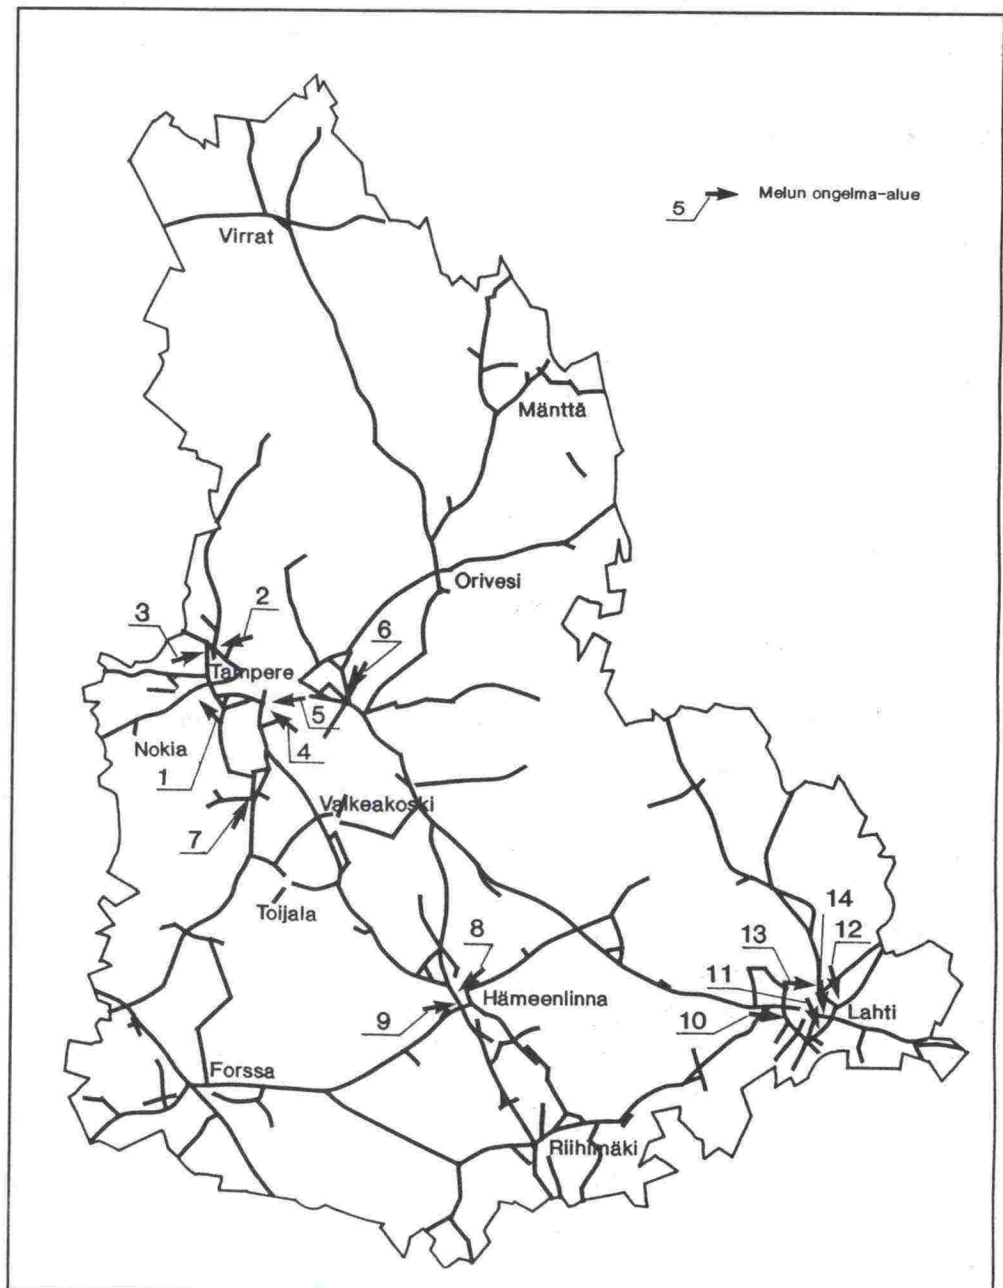 5 Melun ongelma-alue
Virrat
Mänttä
Orivesi
3
2
6
Tampere
5
4
Nokia
1
Valkeakoski
7
Toijala
8
14
13
12
11
Hämeenlinna
9
10
Lahti
Forssa
Riihimäki